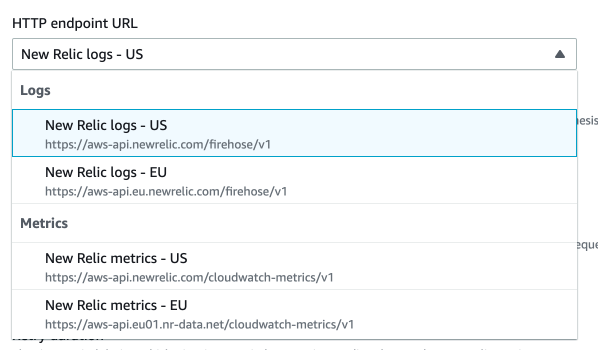 HTTP endpoint URL
New Relic logs - US
Logs
New Relic logs - US
https://aws-api.newrelic.com/firehose/v1
New Relic logs - EU
https://aws-api.eu.newrelic.com/firehose/v1
Metrics
New Relic metrics - US
https://aws-api.newrelic.com/cloudwatch-metrics/v1
New Relic metrics - EU
https://aws-api.eu01.nr-data.net/cloudwatch-metrics/v1